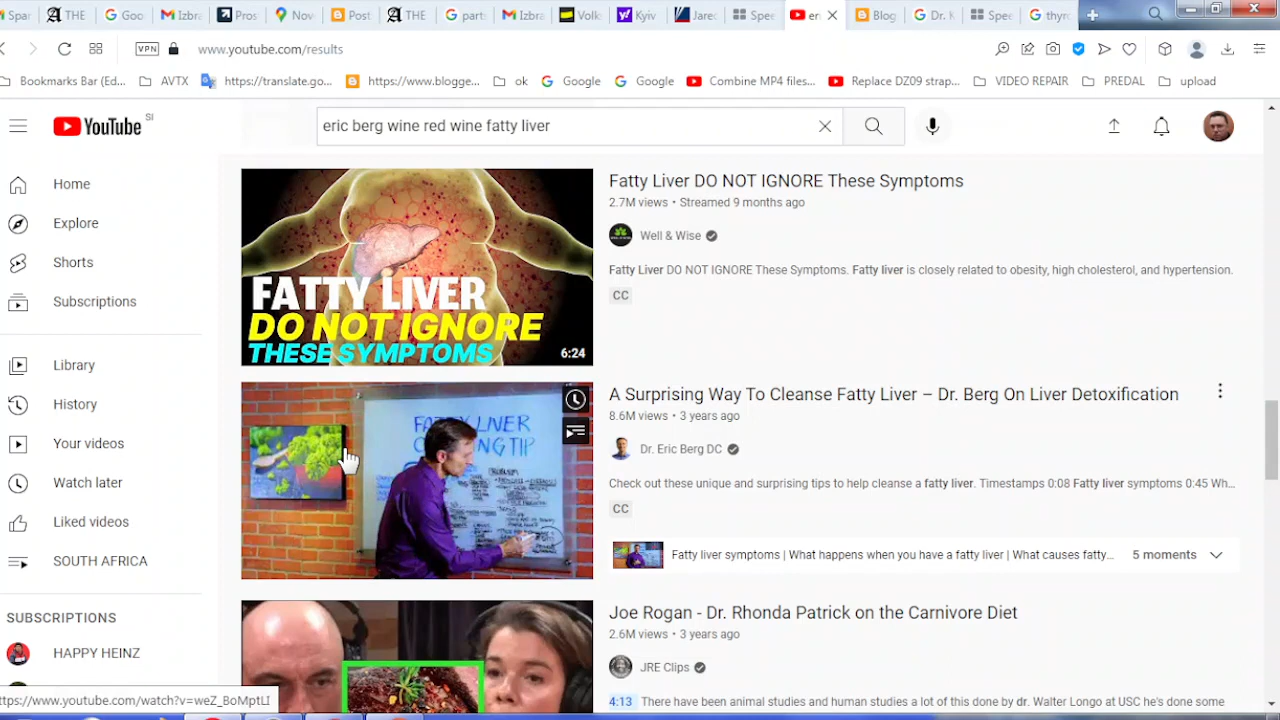 Spar
THE
Goo
Izbra
Pros
Nov
Post
THE
part
Izbra
Volk
Kyiv
Jarec
Spee
er
Blog
Dr. K
Spee
thyro
VPN
www.youtube.com/results
Bookmarks Bar (Ed...
AVTX
https://translate.go...
https://www.blogge...
ok
Google
Google
Combine MP4 files...
Replace DZ09 strap...
VIDEO REPAIR
PREDAL
upload
YouTube SI
eric berg wine red wine fatty liver
Home
Explore
Shorts
Subscriptions
Library
History
Your videos
Watch later
Liked videos
SOUTH AFRICA
SUBSCRIPTIONS
HAPPY HEINZ
FATTY LIVER
DO NOT IGNORE
THESE SYMPTOMS
6:24
Fatty Liver DO NOT IGNORE These Symptoms
2.7M views • Streamed 9 months ago
Well & Wise
Fatty Liver DO NOT IGNORE These Symptoms. Fatty liver is closely related to obesity, high cholesterol, and hypertension.
CC
FATTY LIVER
TIP
PROBLEM
A Surprising Way To Cleanse Fatty Liver – Dr. Berg On Liver Detoxification
8.6M views • 3 years ago
Dr. Eric Berg DC
Check out these unique and surprising tips to help cleanse a fatty liver. Timestamps 0:08 Fatty liver symptoms 0:45 Wh...
CC
Fatty liver symptoms | What happens when you have a fatty liver | What causes fatty...
5 moments
Joe Rogan - Dr. Rhonda Patrick on the Carnivore Diet
2.6M views • 3 years ago
JRE Clips
4:13 There have been animal studies and human studies a lot of this done by dr. Walter Longo at USC he's done some
ttps://www.youtube.com/watch?v=weZ_BoMptLI